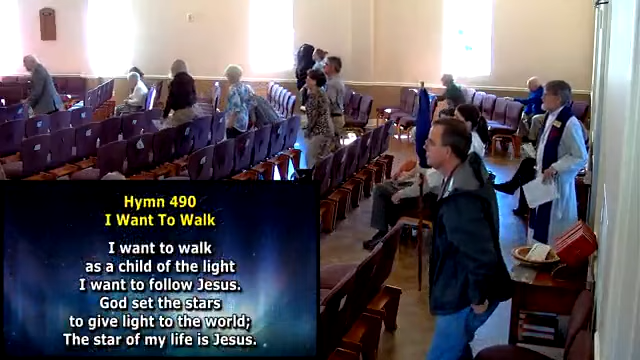 Hymn 490
I Want To Walk
I want to walk
as a child of the light
I want to follow Jesus.
God set the stars
to give light to the world;
The star of my life is Jesus.